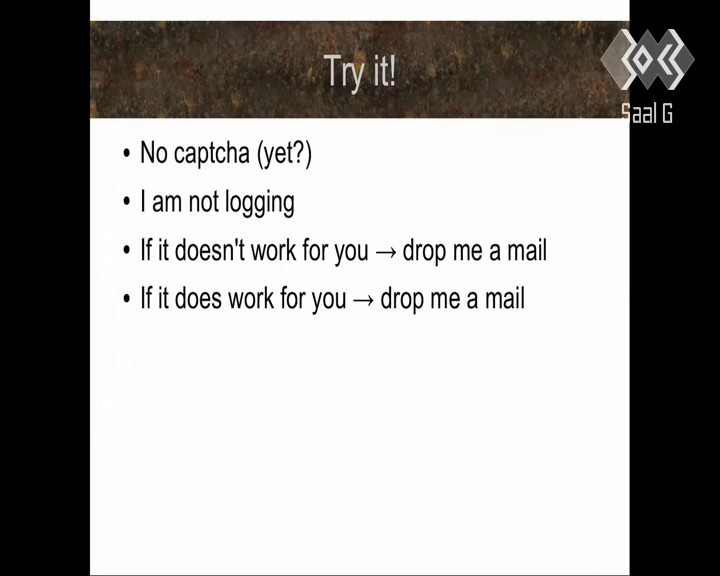 Try it!
Saal G
• No captcha (yet?)
• I am not logging
• If it doesn't work for you → drop me a mail
• If it does work for you → drop me a mail